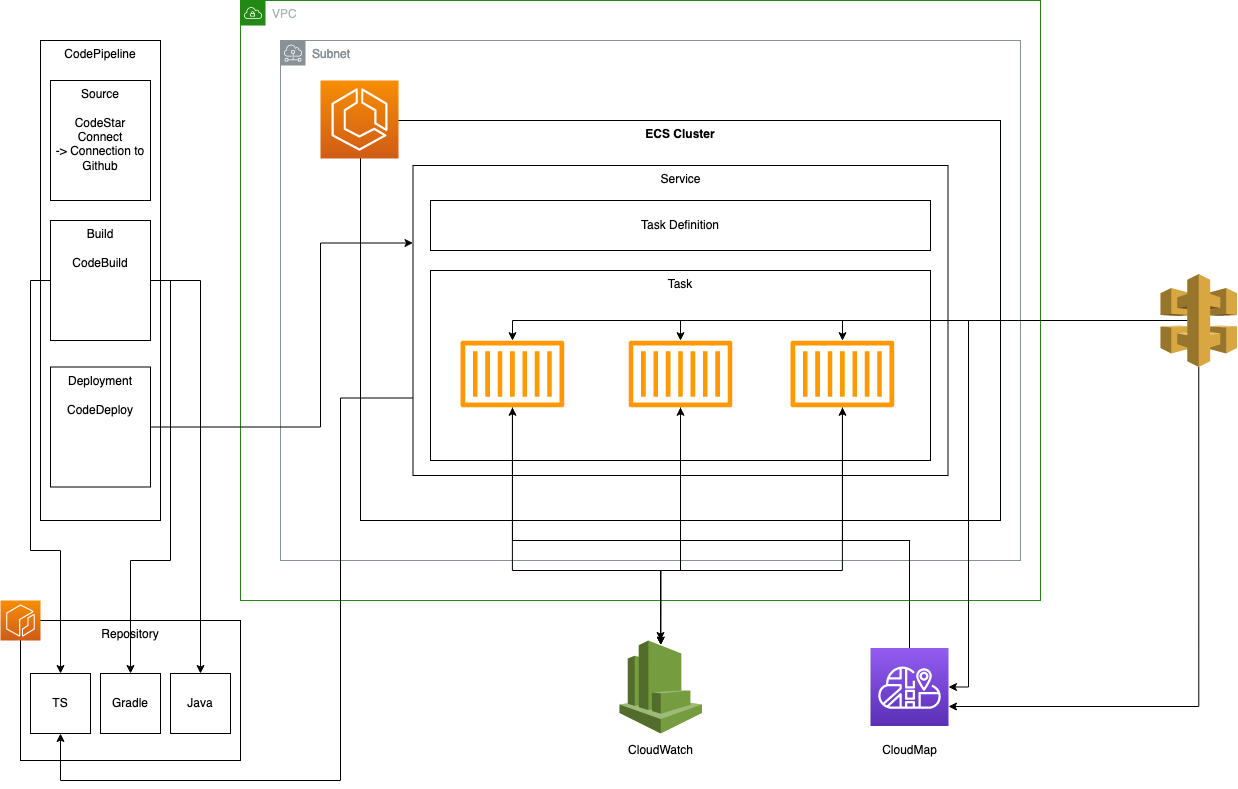 VPC
CodePipeline
Subnet
Source
CodeStar
Connect
-> Connection to
Github
ECS Cluster
Service
Task Definition
Build
CodeBuild
Task
Deployment
CodeDeploy
Repository
TS
Gradle
Java
CloudWatch
CloudMap